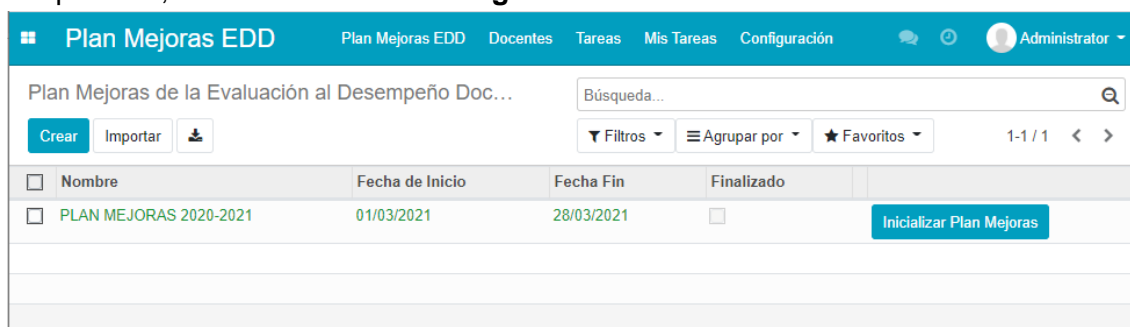 Plan Mejoras EDD Plan Mejoras EDD Docentes Tareas Mis Tareas Configuración Administrator
Plan Mejoras de la Evaluación al Desempeño Doc... Búsqueda...
Crear Importar Filtros Agrupar por Favoritos 1-1 / 1
Nombre Fecha de Inicio Fecha Fin Finalizado
PLAN MEJORAS 2020-2021 01/03/2021 28/03/2021 Inicializar Plan Mejoras